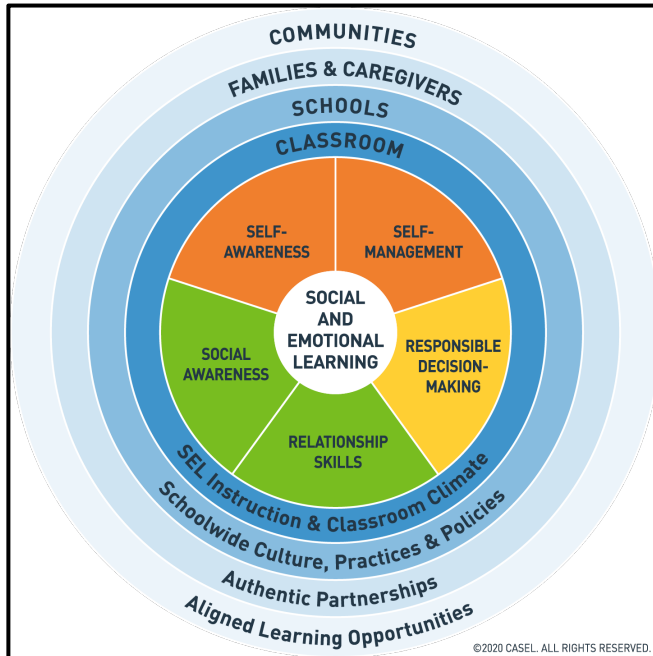 COMMUNITIES
FAMILIES & CAREGIVERS
SCHOOLS
CLASSROOM
SELF-
AWARENESS
SELF-
MANAGEMENT
SOCIAL
AND
EMOTIONAL
LEARNING
SOCIAL
AWARENESS
RESPONSIBLE
DECISION-
MAKING
RELATIONSHIP
SKILLS
SEL Instruction & Classroom Climate
Schoolwide Culture, Practices & Policies
Authentic Partnerships
Aligned Learning Opportunities
©2020 CASEL. ALL RIGHTS RESERVED.